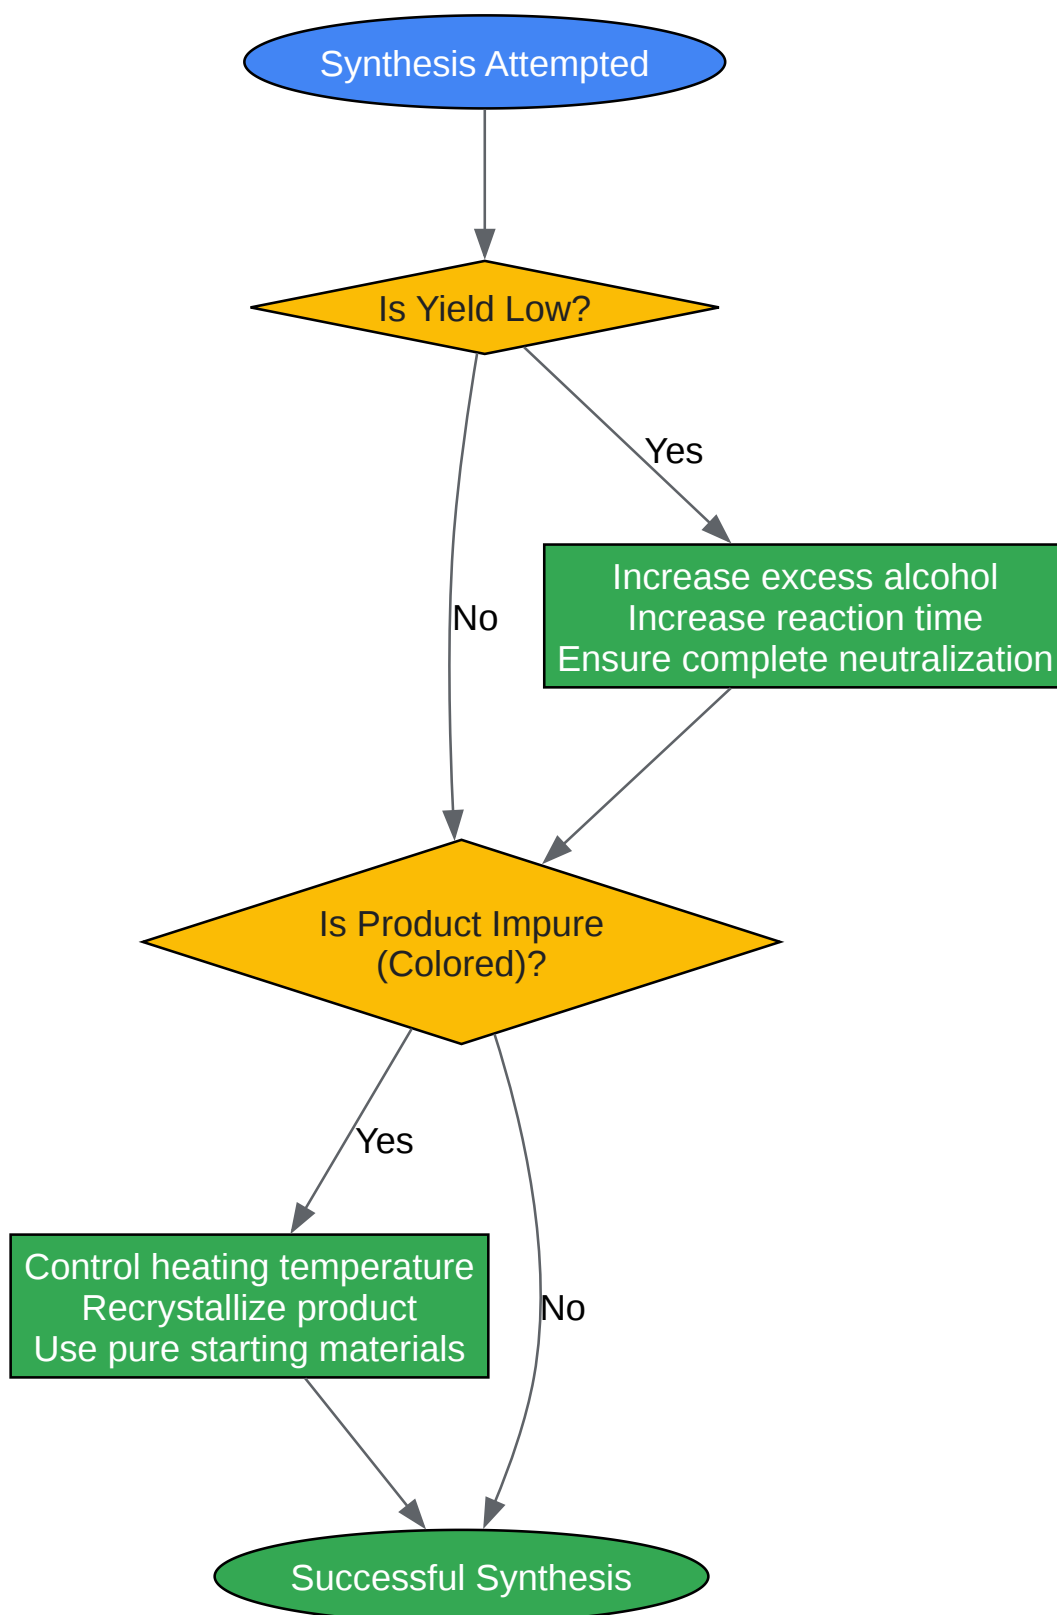 Synthesis Attempted
Is Yield Low?
Yes
Increase excess alcohol
Increase reaction time
Ensure complete neutralization
No
Is Product Impure
(Colored)?
Yes
Control heating temperature
Recrystallize product
Use pure starting materials
No
Successful Synthesis